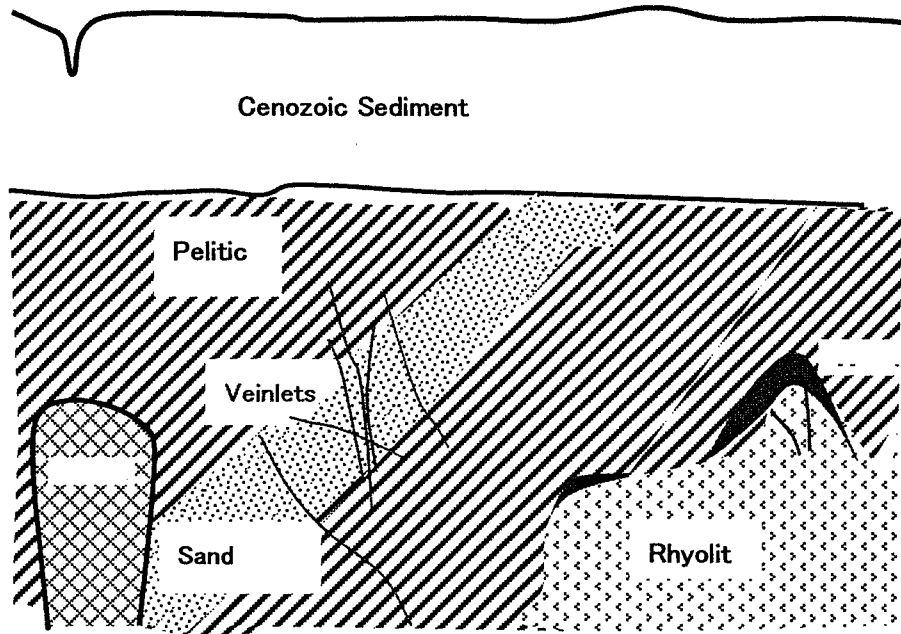 Cenozoic Sediment
Pelitic
Veinlets
Sand
Rhyolit